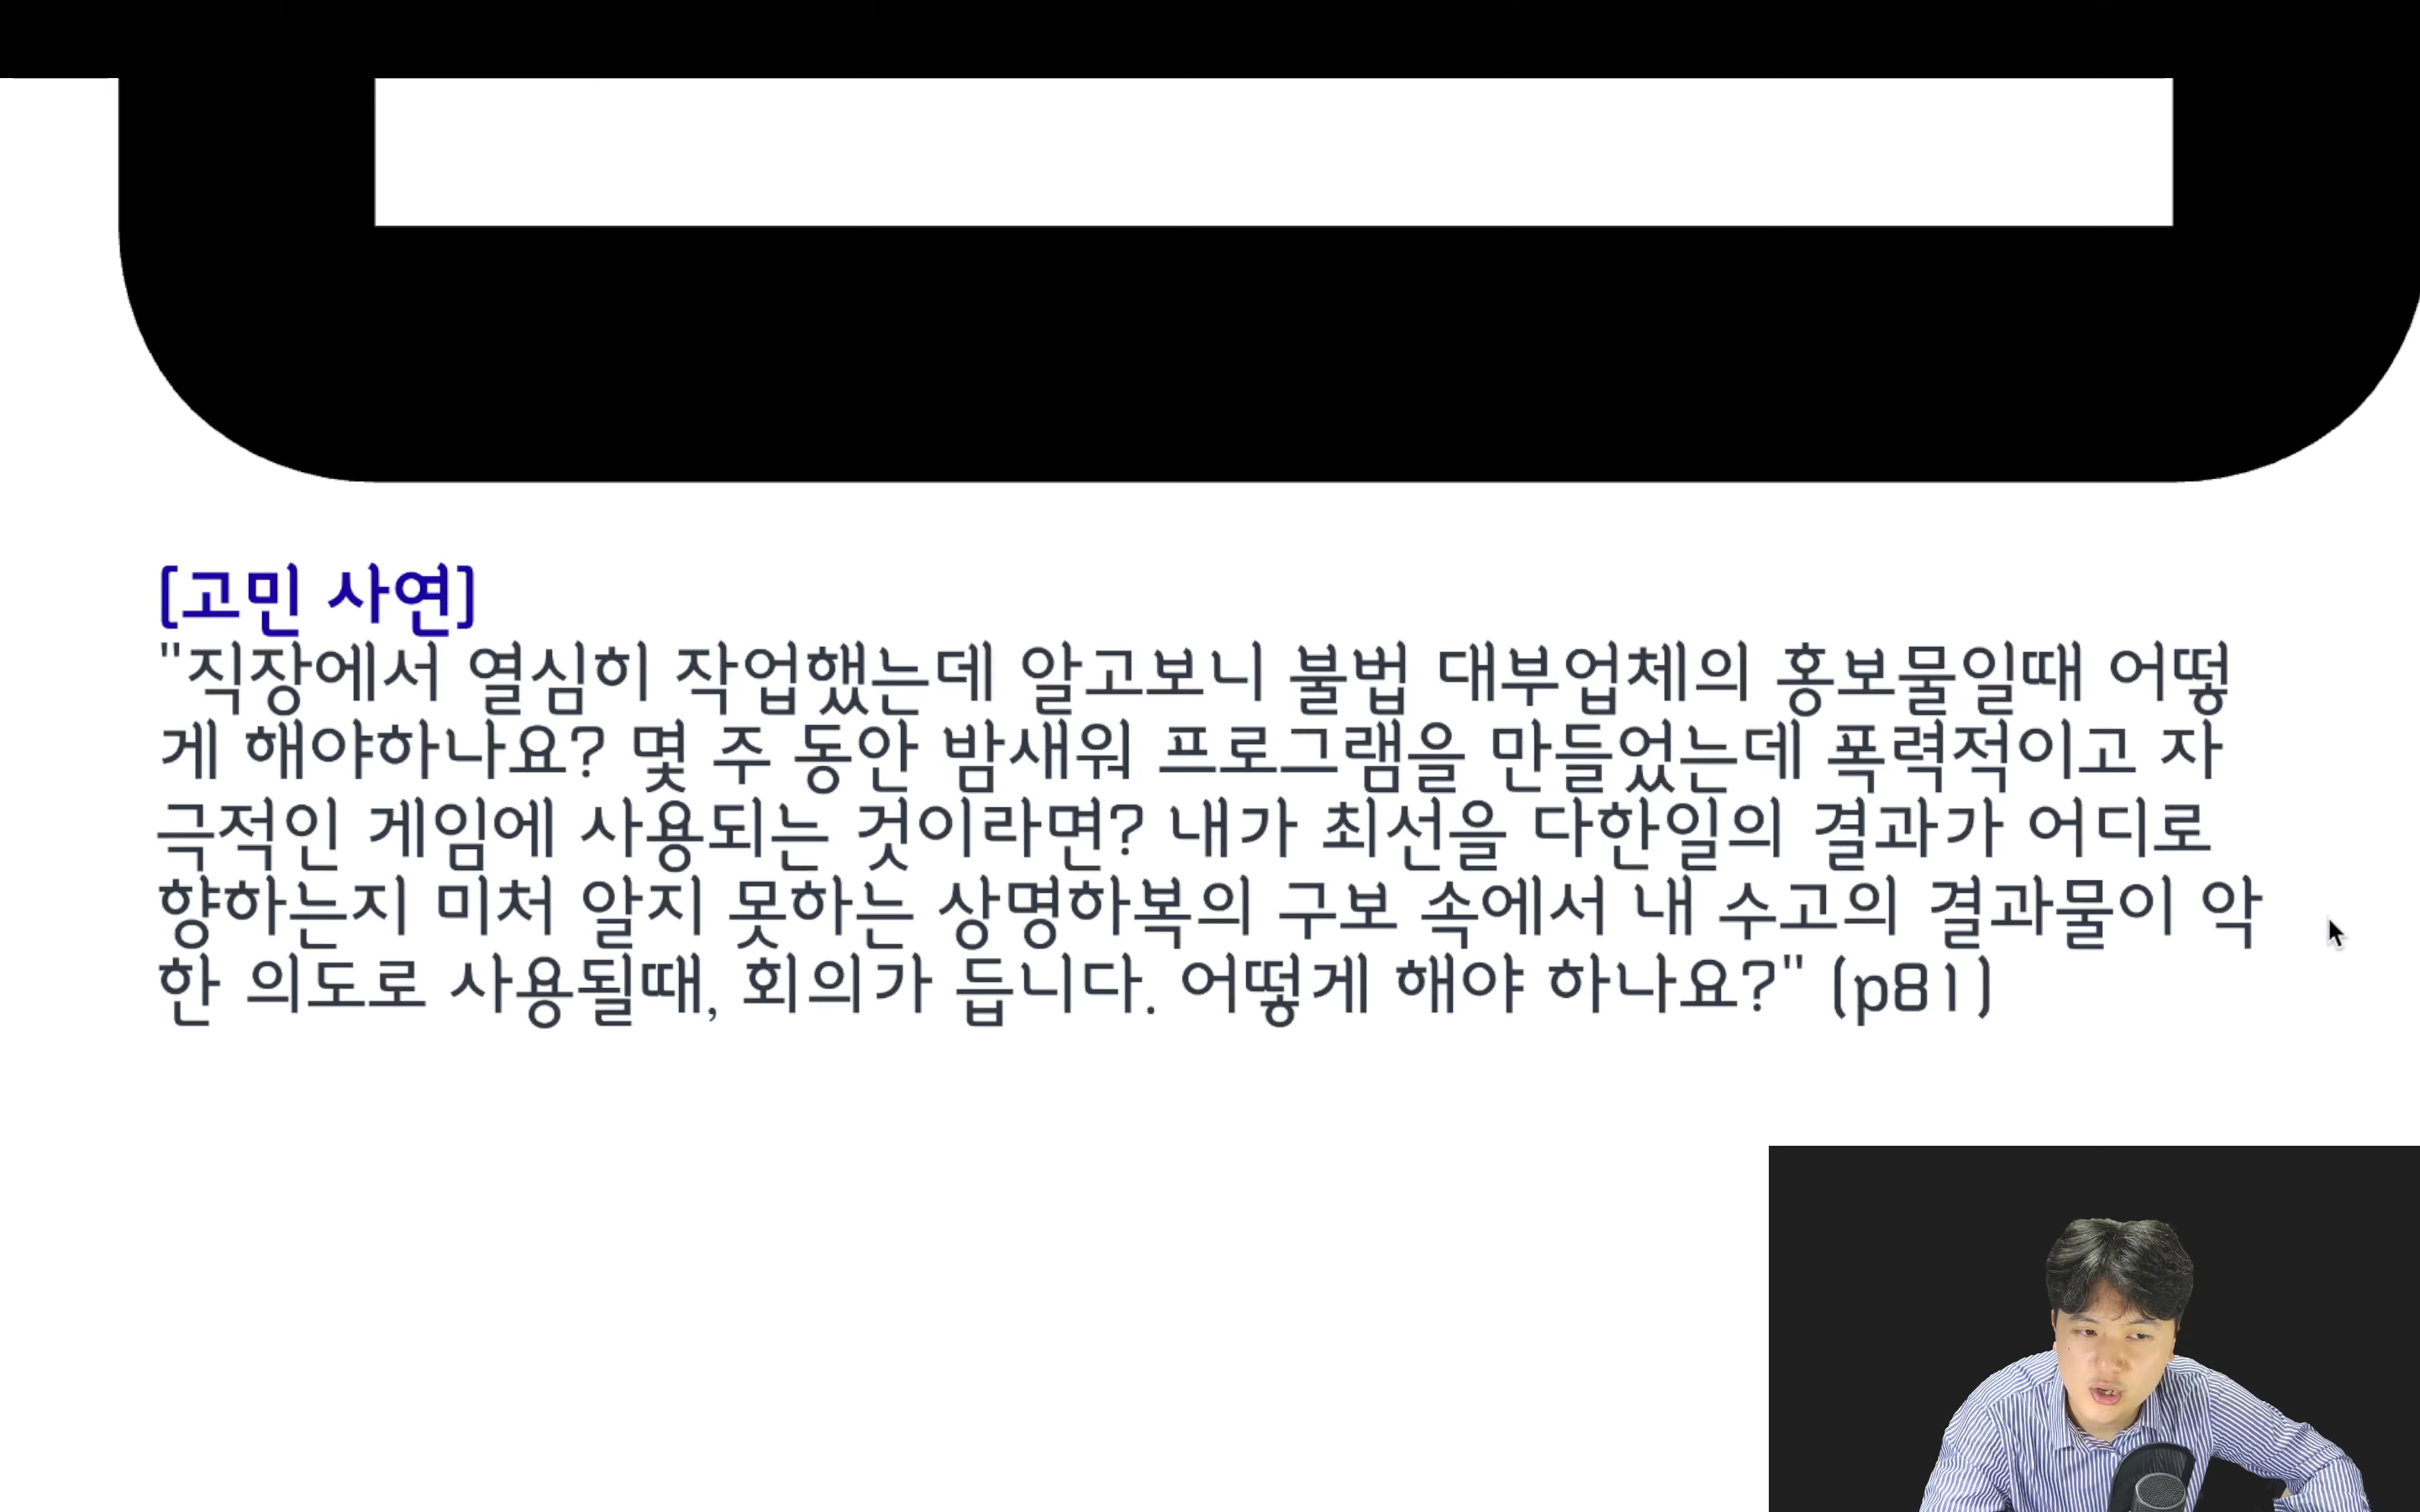 [고민 사연]
"직장에서 열심히 작업했는데 알고보니 불법 대부업체의 홍보물일때 어떻
게 해야하나요? 몇 주 동안 밤새워 프로그램을 만들었는데 폭력적이고 자
극적인 게임에 사용되는 것이라면? 내가 최선을 다한일의 결과가 어디로
향하는지 미처 알지 못하는 상명하복의 구보 속에서 내 수고의 결과물이 악
한 의도로 사용될때, 회의가 듭니다. 어떻게 해야 하나요?" (p81)